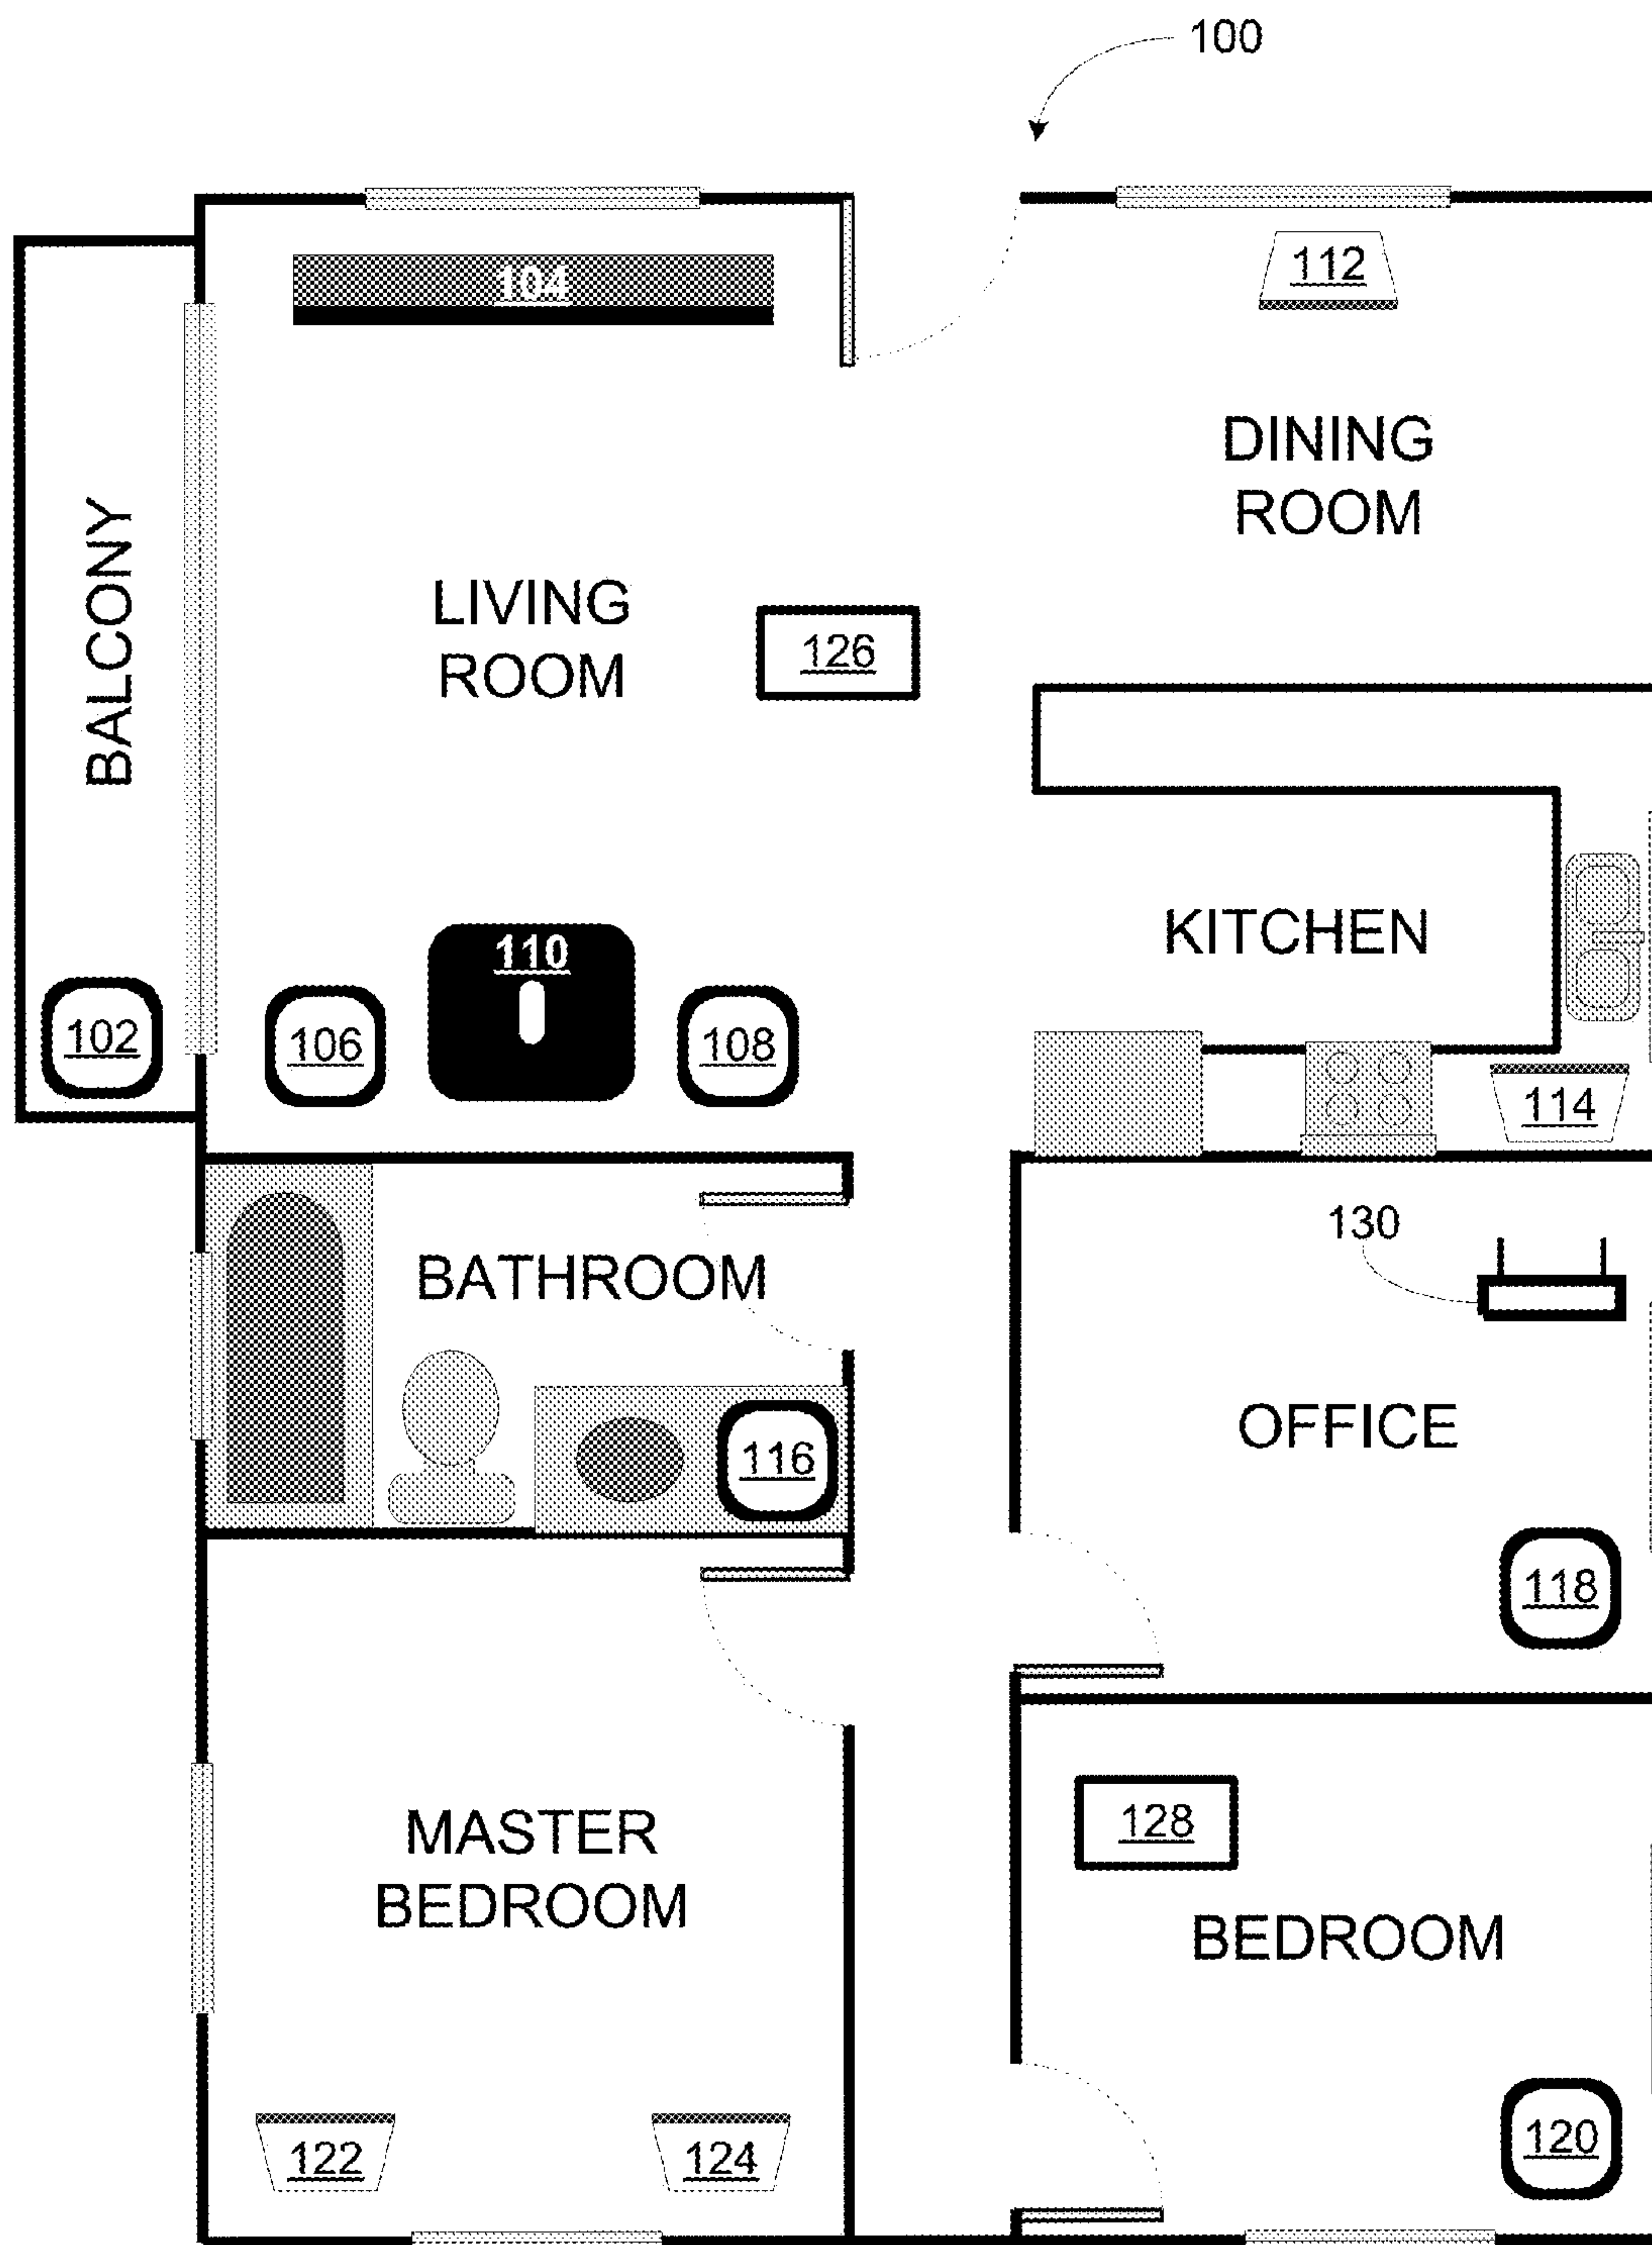 100
104
112
DINING
ROOM
BALCONY
LIVING
ROOM
126
110
KITCHEN
102
106
108
114
130
BATHROOM
OFFICE
116
118
128
MASTER
BEDROOM
BEDROOM
122
124
120